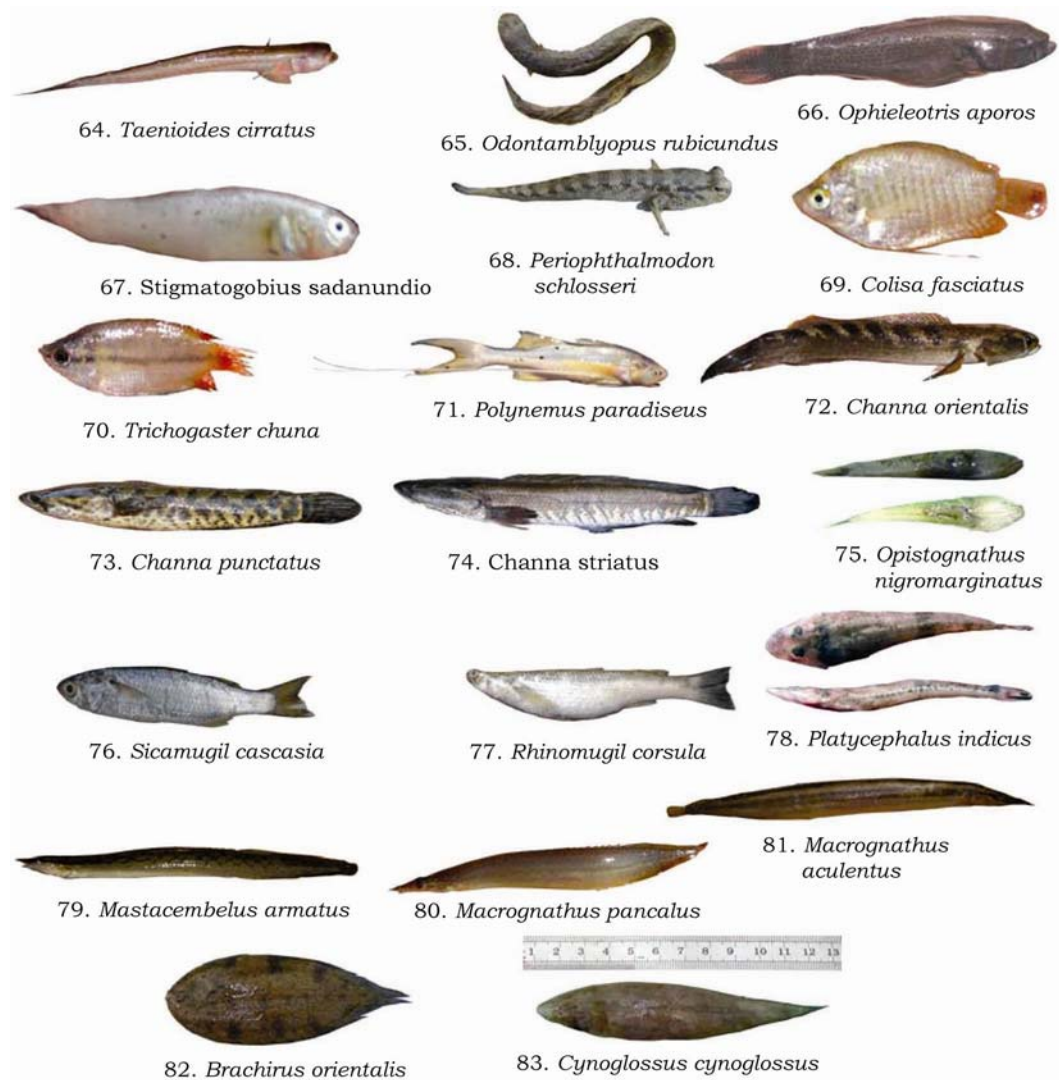 64. Taenioides cirratus
65. Odontamblyopus rubicundus
66. Ophieleotris aporos
67. Stigmatogobius sadanundio
68. Periophthalmodon
schlosseri
69. Colisa fasciatus
70. Trichogaster chuna
71. Polynemus paradiseus
72. Channa orientalis
73. Channa punctatus
74. Channa striatus
75. Opistognathus
nigromarginatus
76. Sicamugil cascasia
77. Rhinomugil corsula
78. Platycephalus indicus
79. Mastacembelus armatus
80. Macrognathus pancalus
81. Macrognathus
aculentus
1 2 3 4 5 6 7 8 9 10 11 12 13
82. Brachirus orientalis
83. Cynoglossus cynoglossus